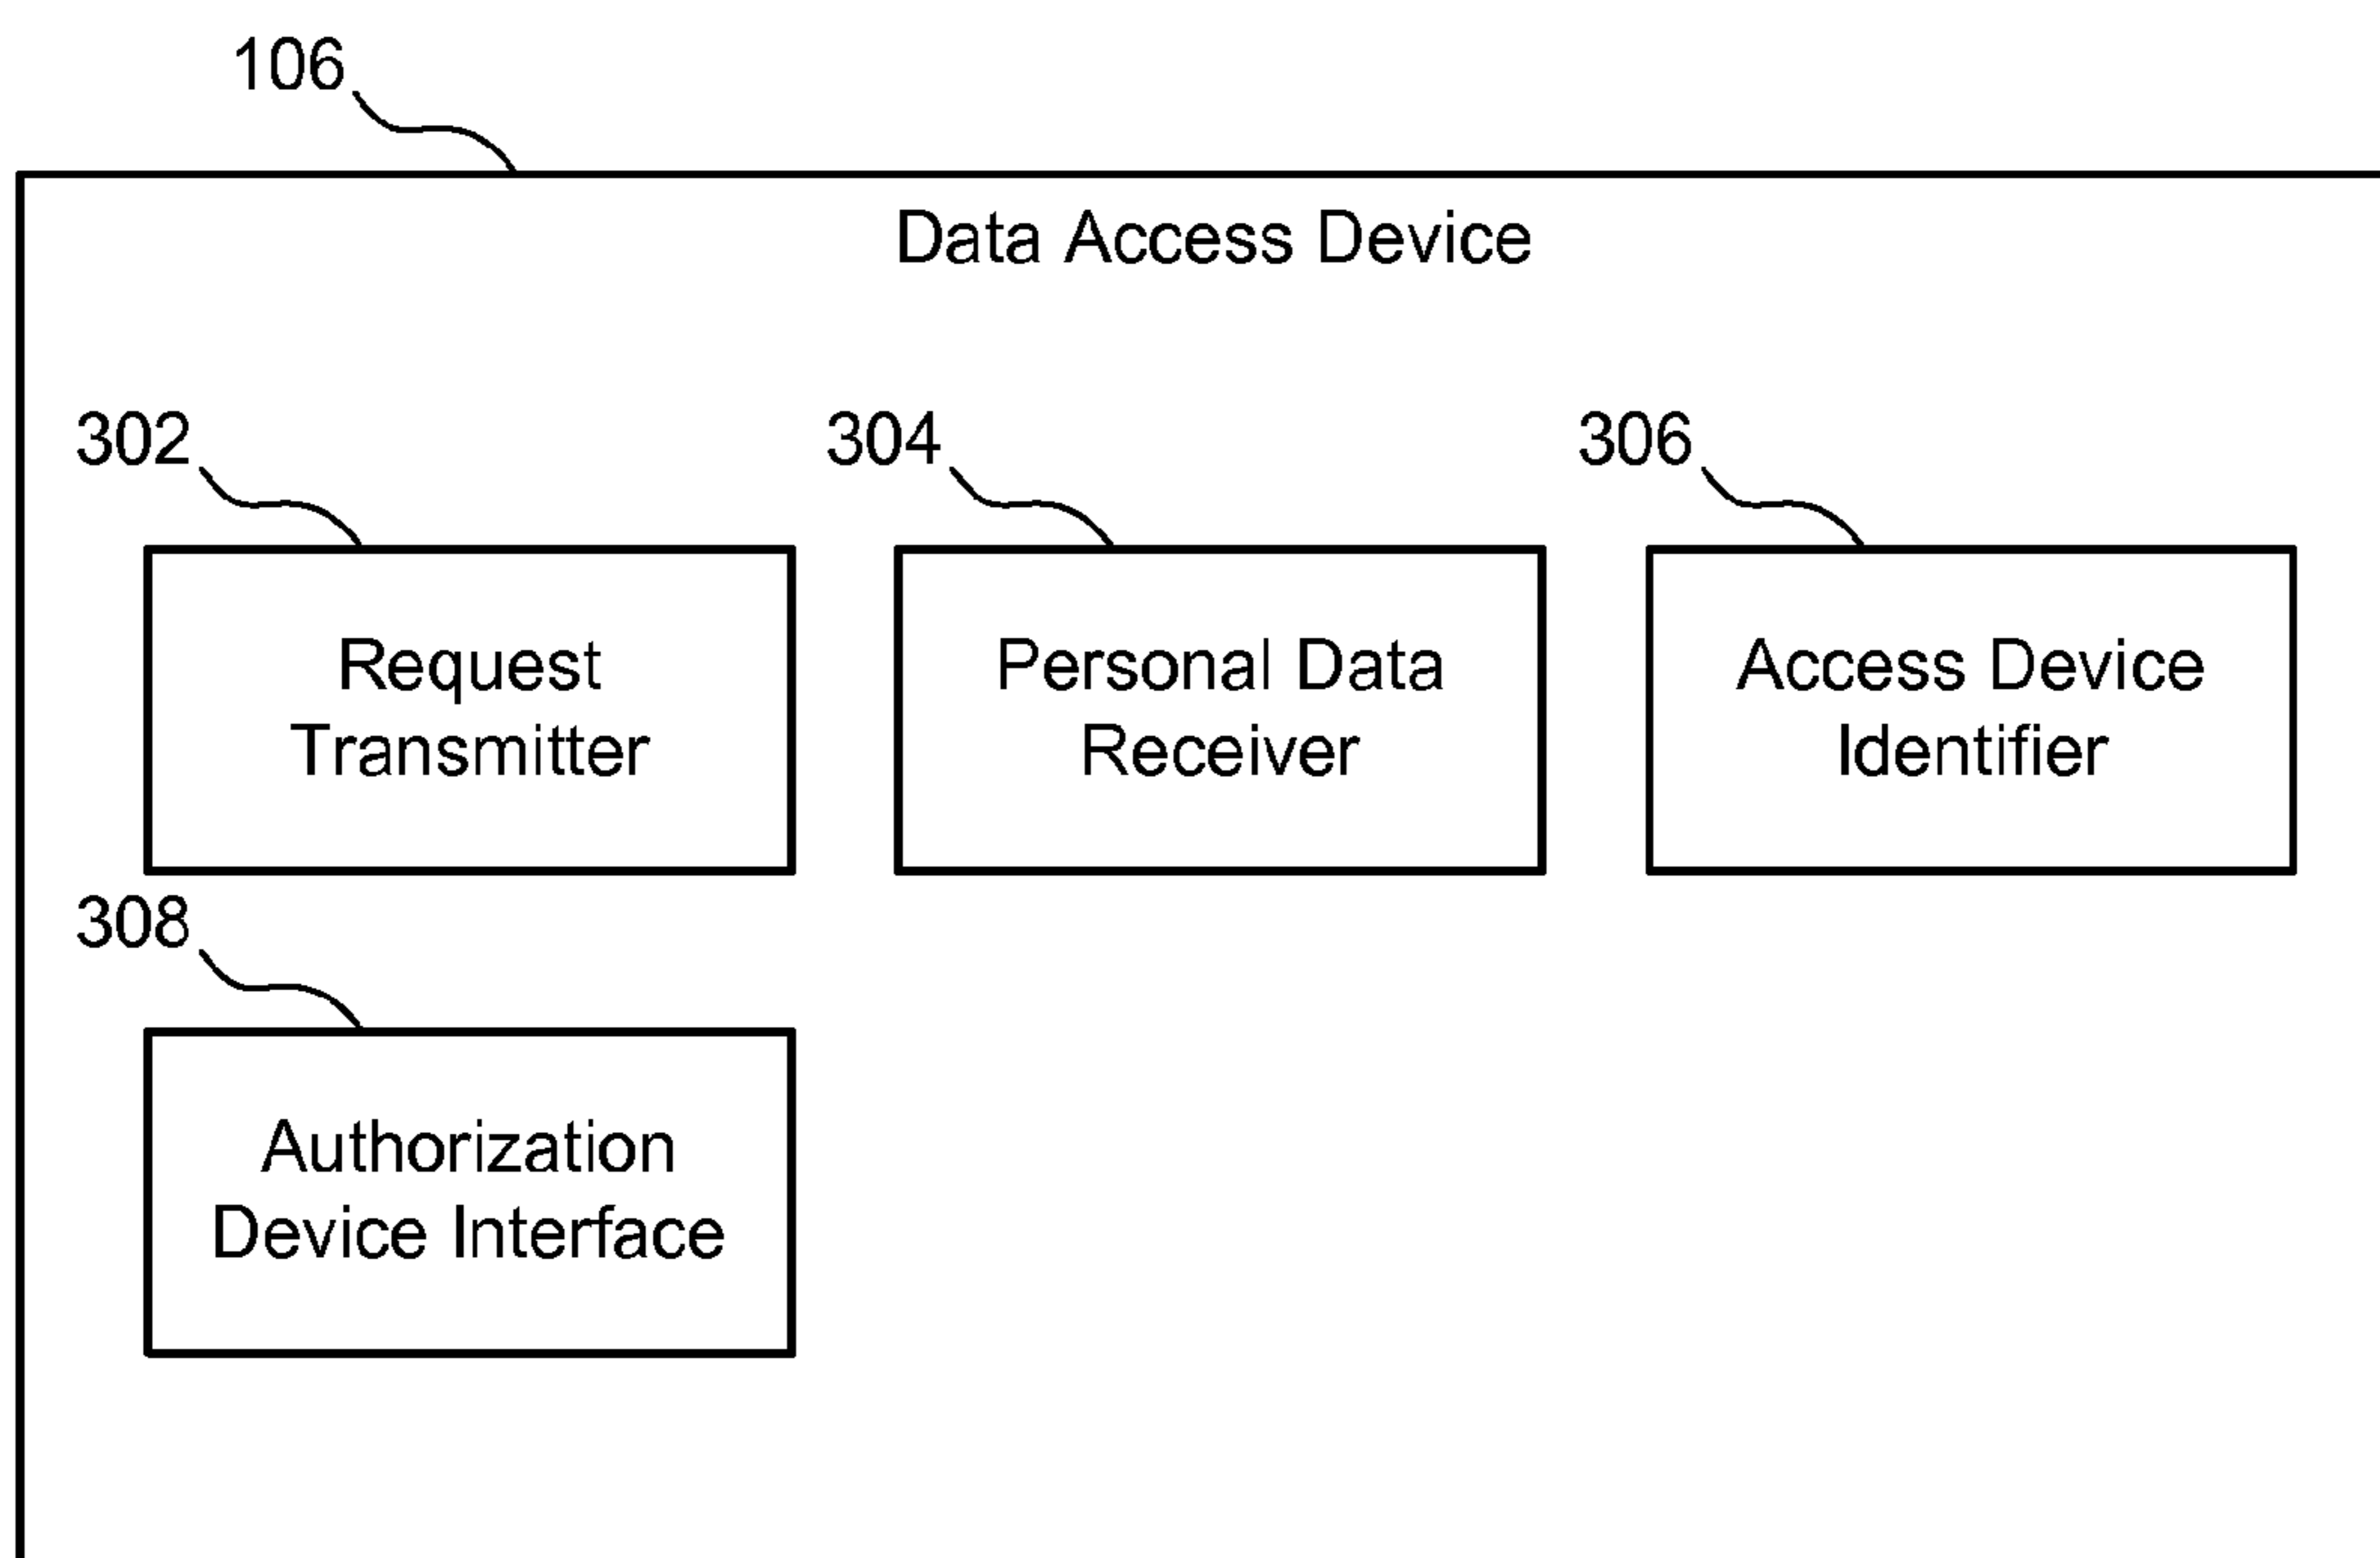 106
Data Access Device
302
304
306
Request
Transmitter
Personal Data
Receiver
Access Device
Identifier
308
Authorization
Device Interface